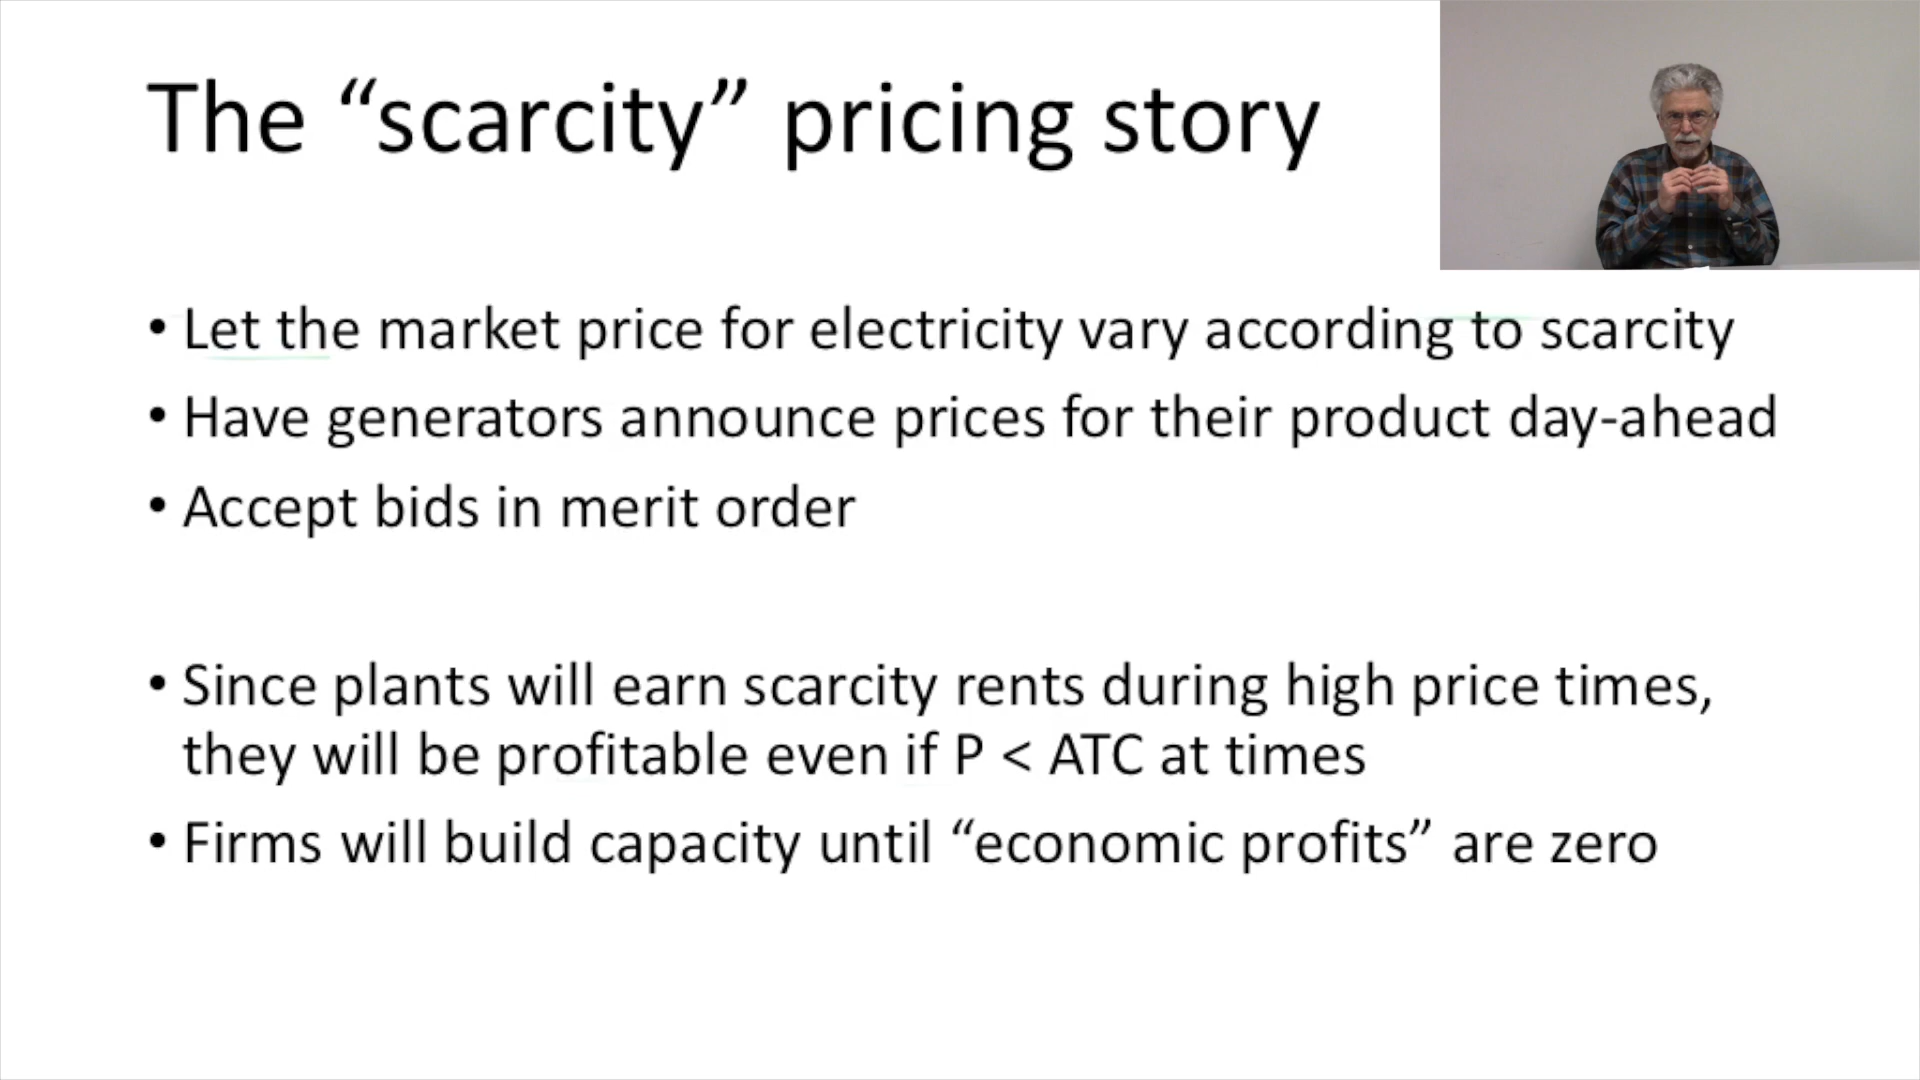 The “scarcity” pricing story
• Let the market price for electricity vary according to scarcity
• Have generators announce prices for their product day-ahead
• Accept bids in merit order
• Since plants will earn scarcity rents during high price times,
they will be profitable even if P < ATC at times
• Firms will build capacity until “economic profits” are zero